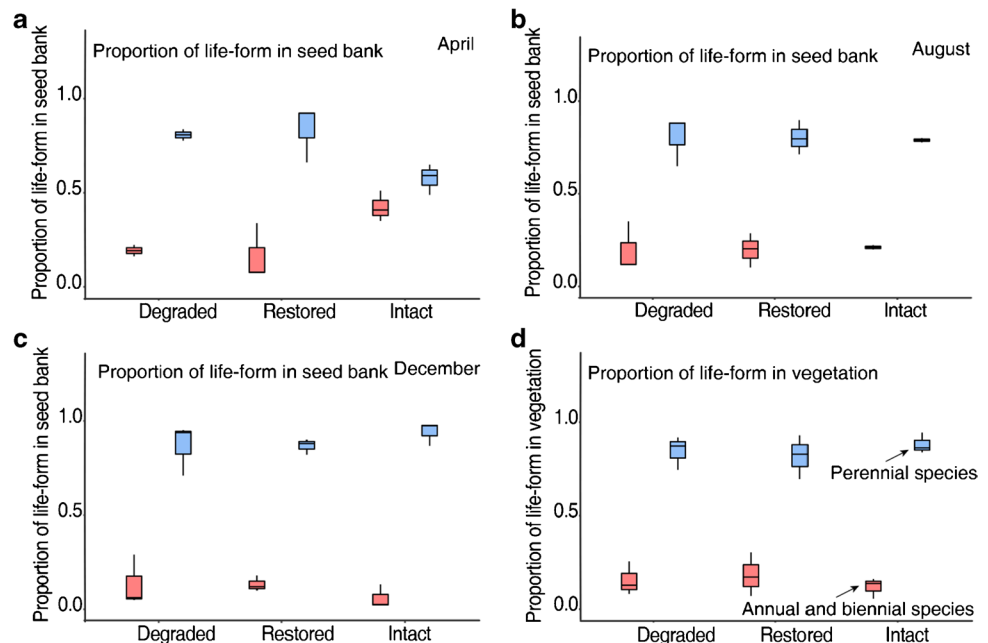 a
Proportion of life-form in seed bank
April
Proportion of life-form in seed bank
1.0
0.5
0.0
Degraded Restored Intact
b
Proportion of life-form in seed bank
August
Proportion of life-form in seed bank
1.0
0.5
0.0
Degraded Restored Intact
c
Proportion of life-form in seed bank
December
Proportion of life-form in seed bank
1.0
0.5
0.0
Degraded Restored Intact
d
Proportion of life-form in vegetation
Proportion of life-form in vegetation
1.0
0.5
0.0
Perennial species
Annual and biennial species
Degraded Restored Intact